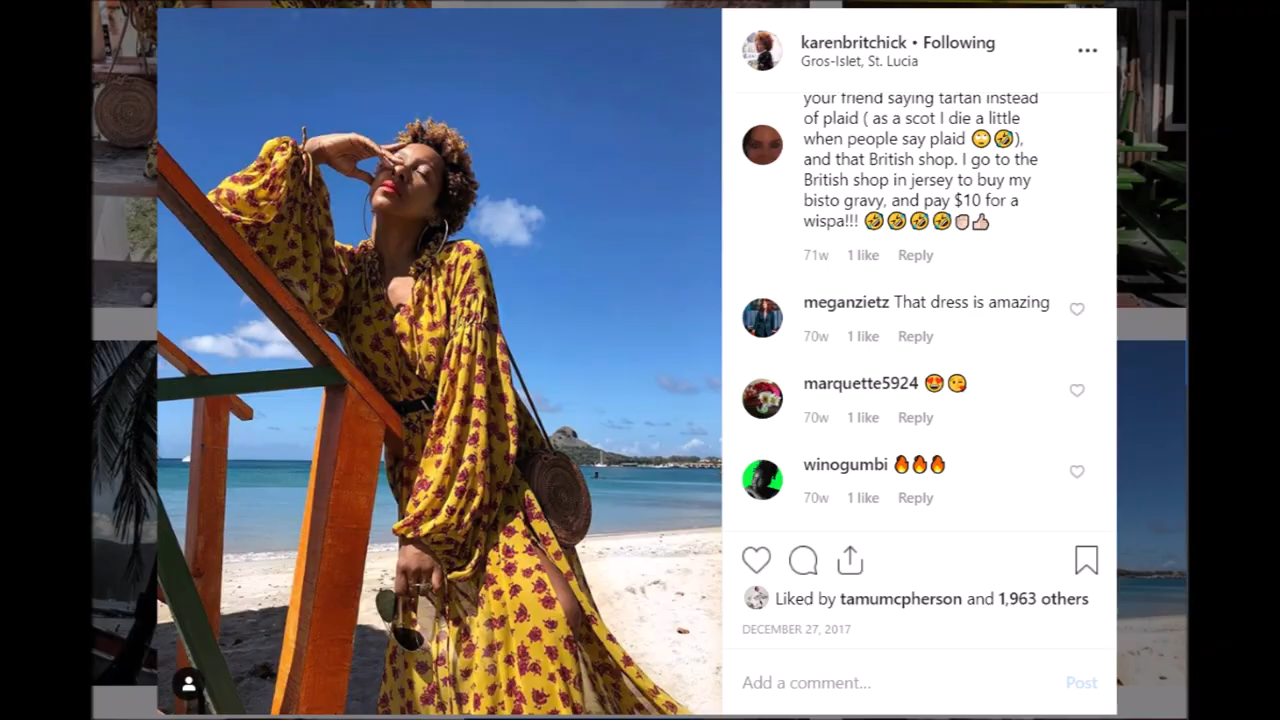 karenbritchick • Following
Gros-Islet, St. Lucia
your friend saying tartan instead
of plaid ( as a scot I die a little
when people say plaid 🙄🤣),
and that British shop. I go to the
British shop in jersey to buy my
bisto gravy, and pay $10 for a
wispa!!! 🤣🤣🤣🤣✊🏻👍🏻
71w 1 like Reply
meganzietz That dress is amazing
70w 1 like Reply
marquette5924 😍😘
70w 1 like Reply
winogumbi 🔥🔥🔥
70w 1 like Reply
Liked by tamumcpherson and 1,963 others
DECEMBER 27, 2017
Add a comment... Post